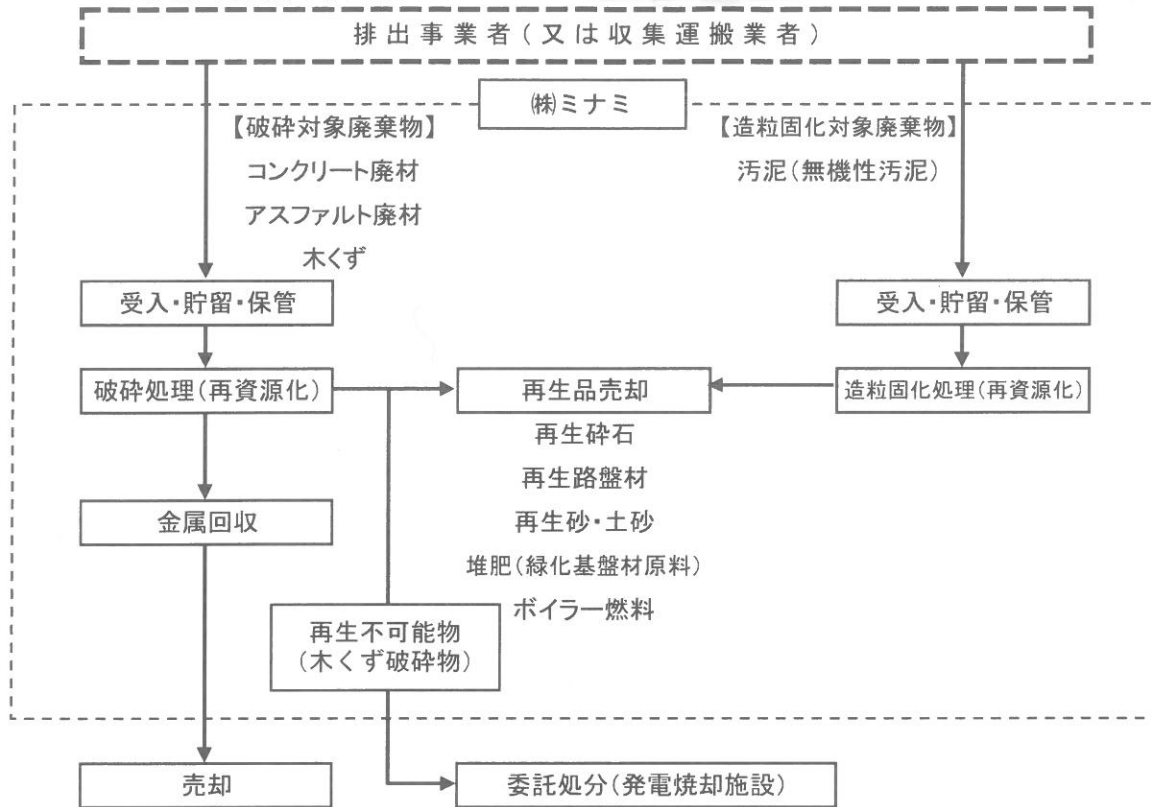 排出事業者(又は収集運搬業者)
㈱ミナミ
【破砕対象廃棄物】
コンクリート廃材
アスファルト廃材
木くず
【造粒固化対象廃棄物】
汚泥(無機性汚泥)
受入・貯留・保管
受入・貯留・保管
破砕処理(再資源化)
再生品売却
造粒固化処理(再資源化)
再生砕石
再生路盤材
再生砂・土砂
堆肥(緑化基盤材原料)
ボイラー燃料
金属回収
再生不可能物
(木くず破砕物)
売却
委託処分(発電焼却施設)